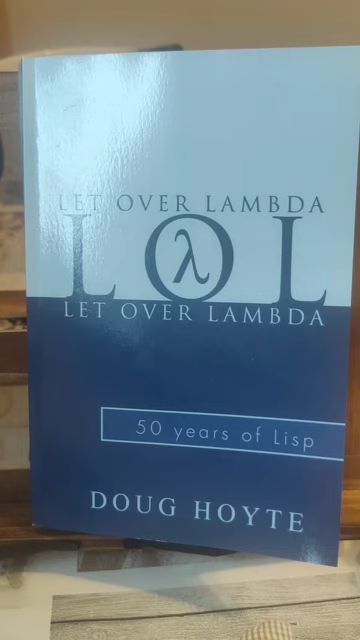 LET OVER LAMBDA
LOL
λ
LET OVER LAMBDA
50 years of Lisp
DOUG HOYTE